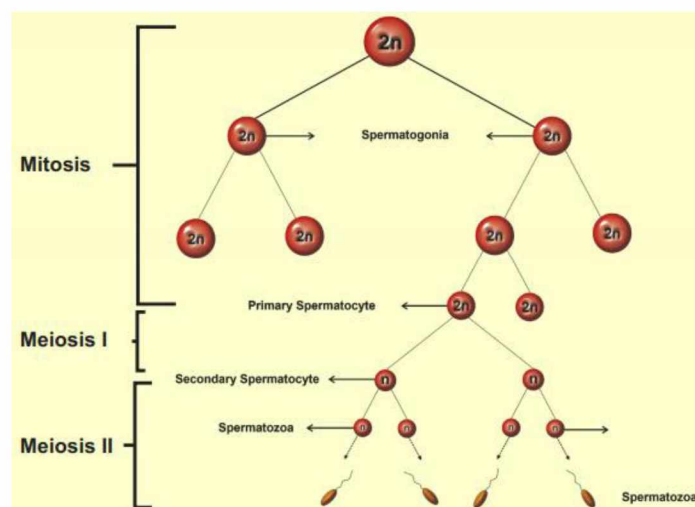 2n
2n Spermatogonia 2n
Mitosis
2n 2n 2n 2n
Primary Spermatocyte 2n 2n
Meiosis I
Secondary Spermatocyte n n
Spermatozoa n n n n
Meiosis II
Spermatozoa